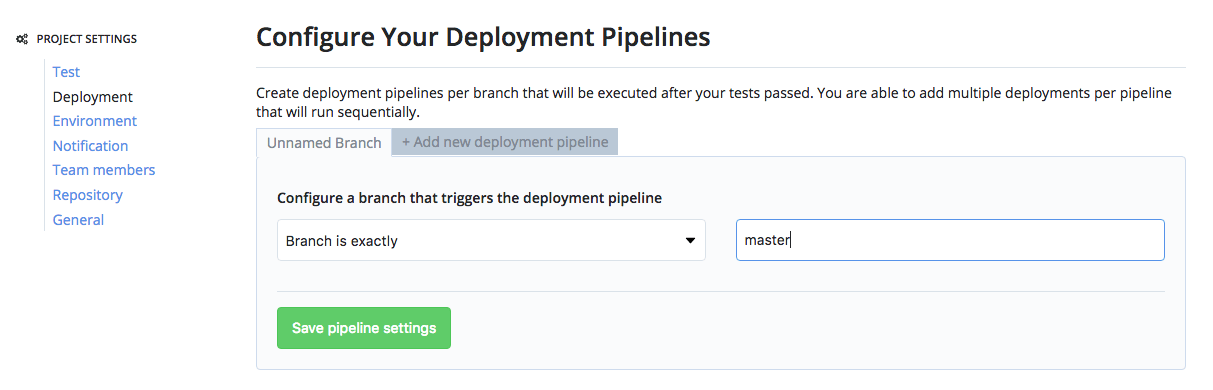 PROJECT SETTINGS
Test
Deployment
Environment
Notification
Team members
Repository
General
Configure Your Deployment Pipelines
Create deployment pipelines per branch that will be executed after your tests passed. You are able to add multiple deployments per pipeline
that will run sequentially.
Unnamed Branch + Add new deployment pipeline
Configure a branch that triggers the deployment pipeline
Branch is exactly master
Save pipeline settings